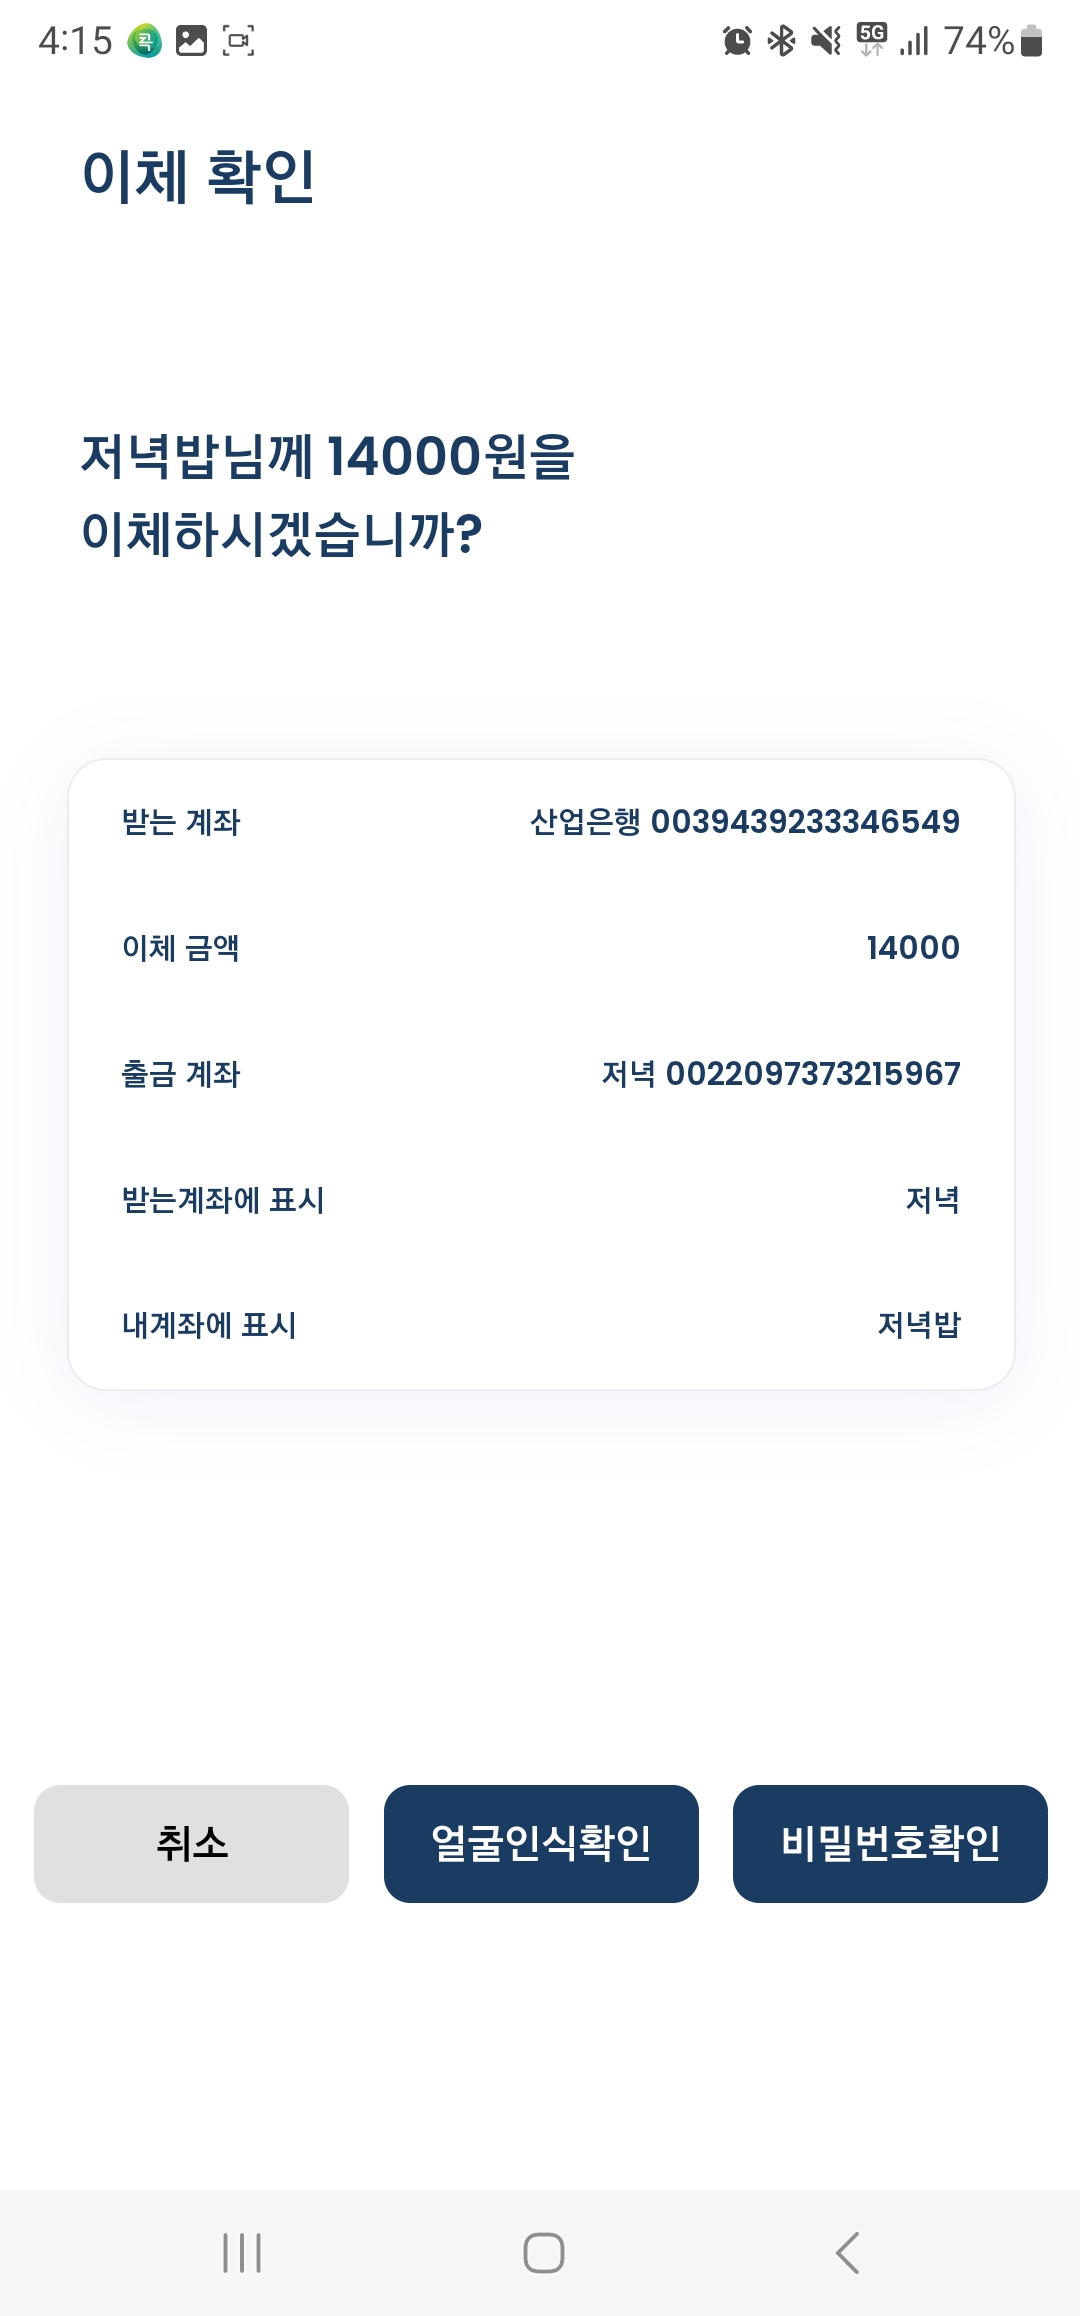 4:15 콕 5G 74%
이체 확인
저녁밥님께 14000원을
이체하시겠습니까?
받는 계좌 산업은행 0039439233346549
이체 금액 14000
출금 계좌 저녁 0022097373215967
받는계좌에 표시 저녁
내계좌에 표시 저녁밥
취소 얼굴인식확인 비밀번호확인